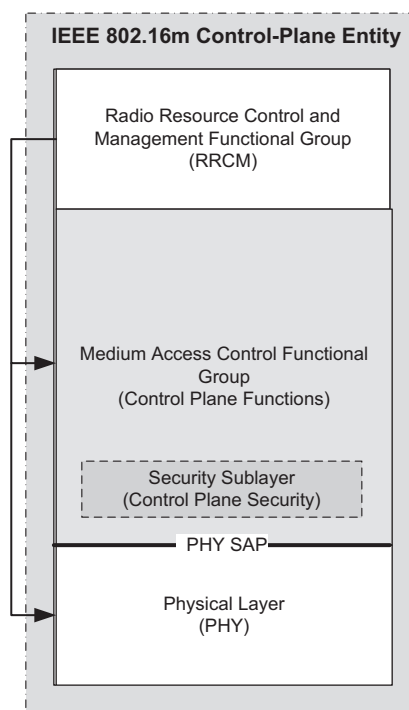 IEEE 802.16m Control-Plane Entity
Radio Resource Control and
Management Functional Group
(RRCM)
Medium Access Control Functional
Group
(Control Plane Functions)
Security Sublayer
(Control Plane Security)
PHY SAP
Physical Layer
(PHY)